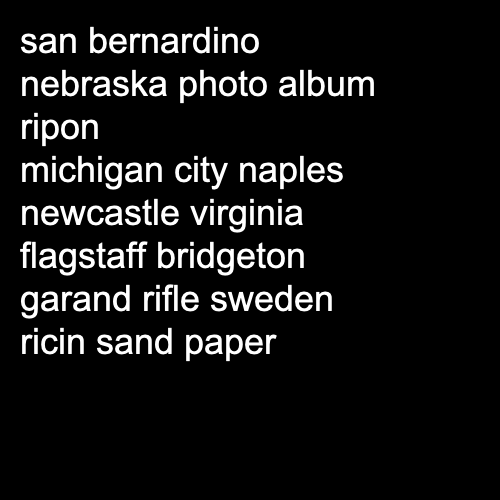 san bernardino
nebraska photo album
ripon
michigan city naples
newcastle virginia
flagstaff bridgeton
garand rifle sweden
ricin sand paper